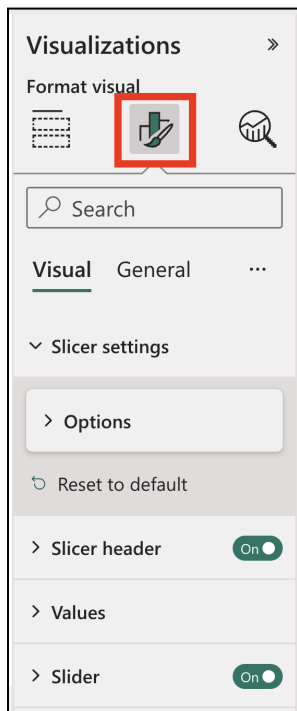 Visualizations
Format visual
Search
Visual General
Slicer settings
Options
Reset to default
Slicer header On
Values
Slider On